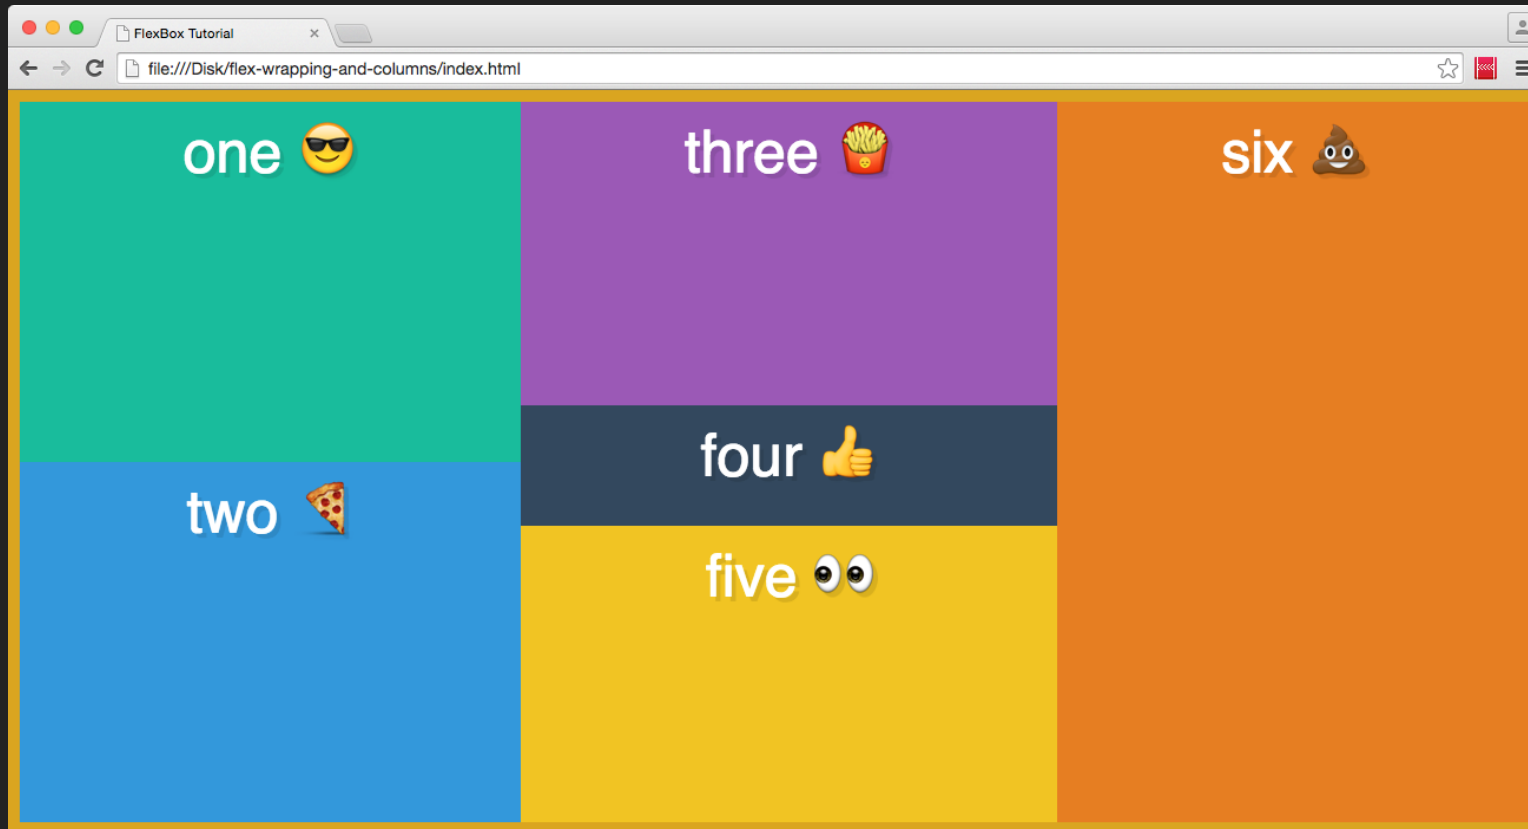 FlexBox Tutorial
file:///Disk/flex-wrapping-and-columns/index.html
one 😎
two 🍕
three 🍟
four 👍
five 👀
six 💩